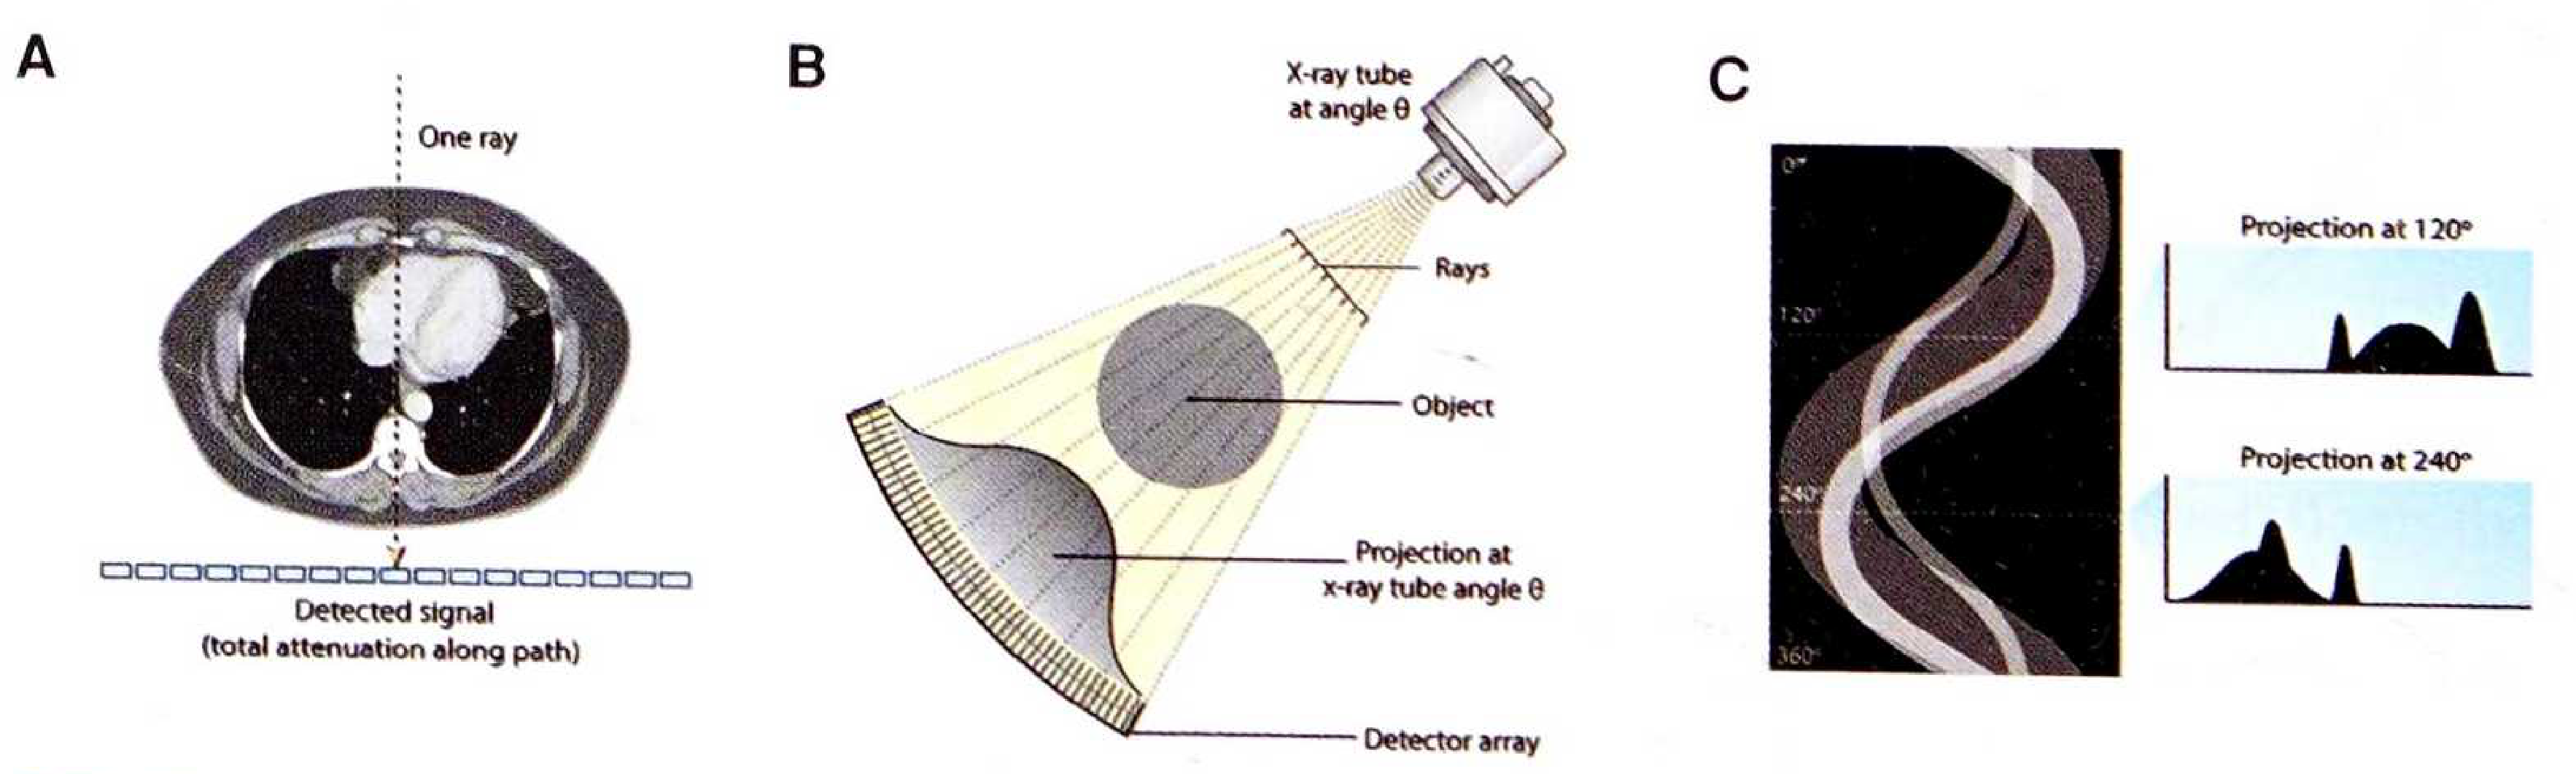 A
One ray
Detected signal
(total attenuation along path)
B
X-ray tube
at angle θ
Rays
Object
Projection at
x-ray tube angle θ
Detector array
C
0°
120°
240°
360°
Projection at 120°
Projection at 240°